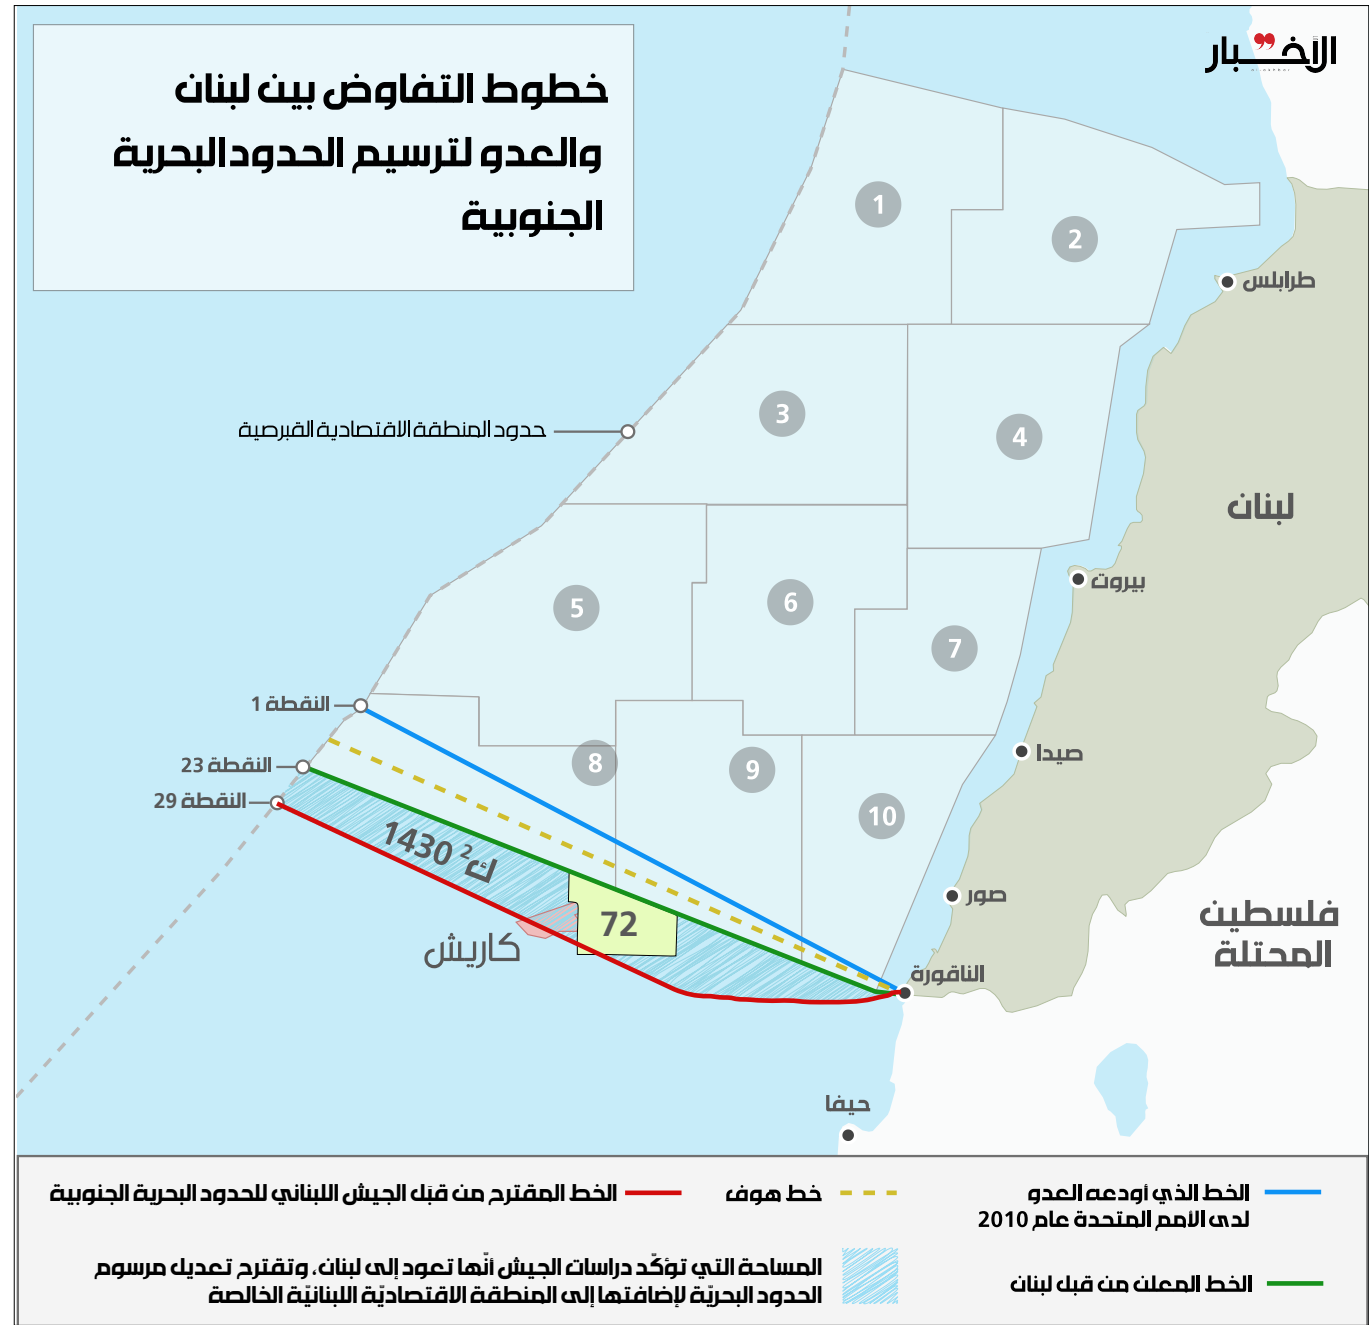 الأخبار
خطوط التفاوض بين لبنان
والعدو لترسيم الحدود البحرية
الجنوبية
1
2
طرابلس
3
4
حدود المنطقة الاقتصادية القبرصية
لبنان
بيروت
5
6
7
النقطة 1
صيدا
8
9
النقطة 23
النقطة 29
10
1430 ك²
72
كاريش
صور
فلسطين
المحتلة
الناقورة
حيفا
الخط الذي أودعه العدو
لدى الأمم المتحدة عام 2010
خط هوف
الخط المقترح من قبَل الجيش اللبناني للحدود البحرية الجنوبية
الخط المعلن من قبل لبنان
المساحة التي تؤكّد دراسات الجيش أنّها تعود إلى لبنان، وتقترح تعديل مرسوم
الحدود البحريّة لإضافتها إلى المنطقة الاقتصاديّة اللبنانيّة الخالصة